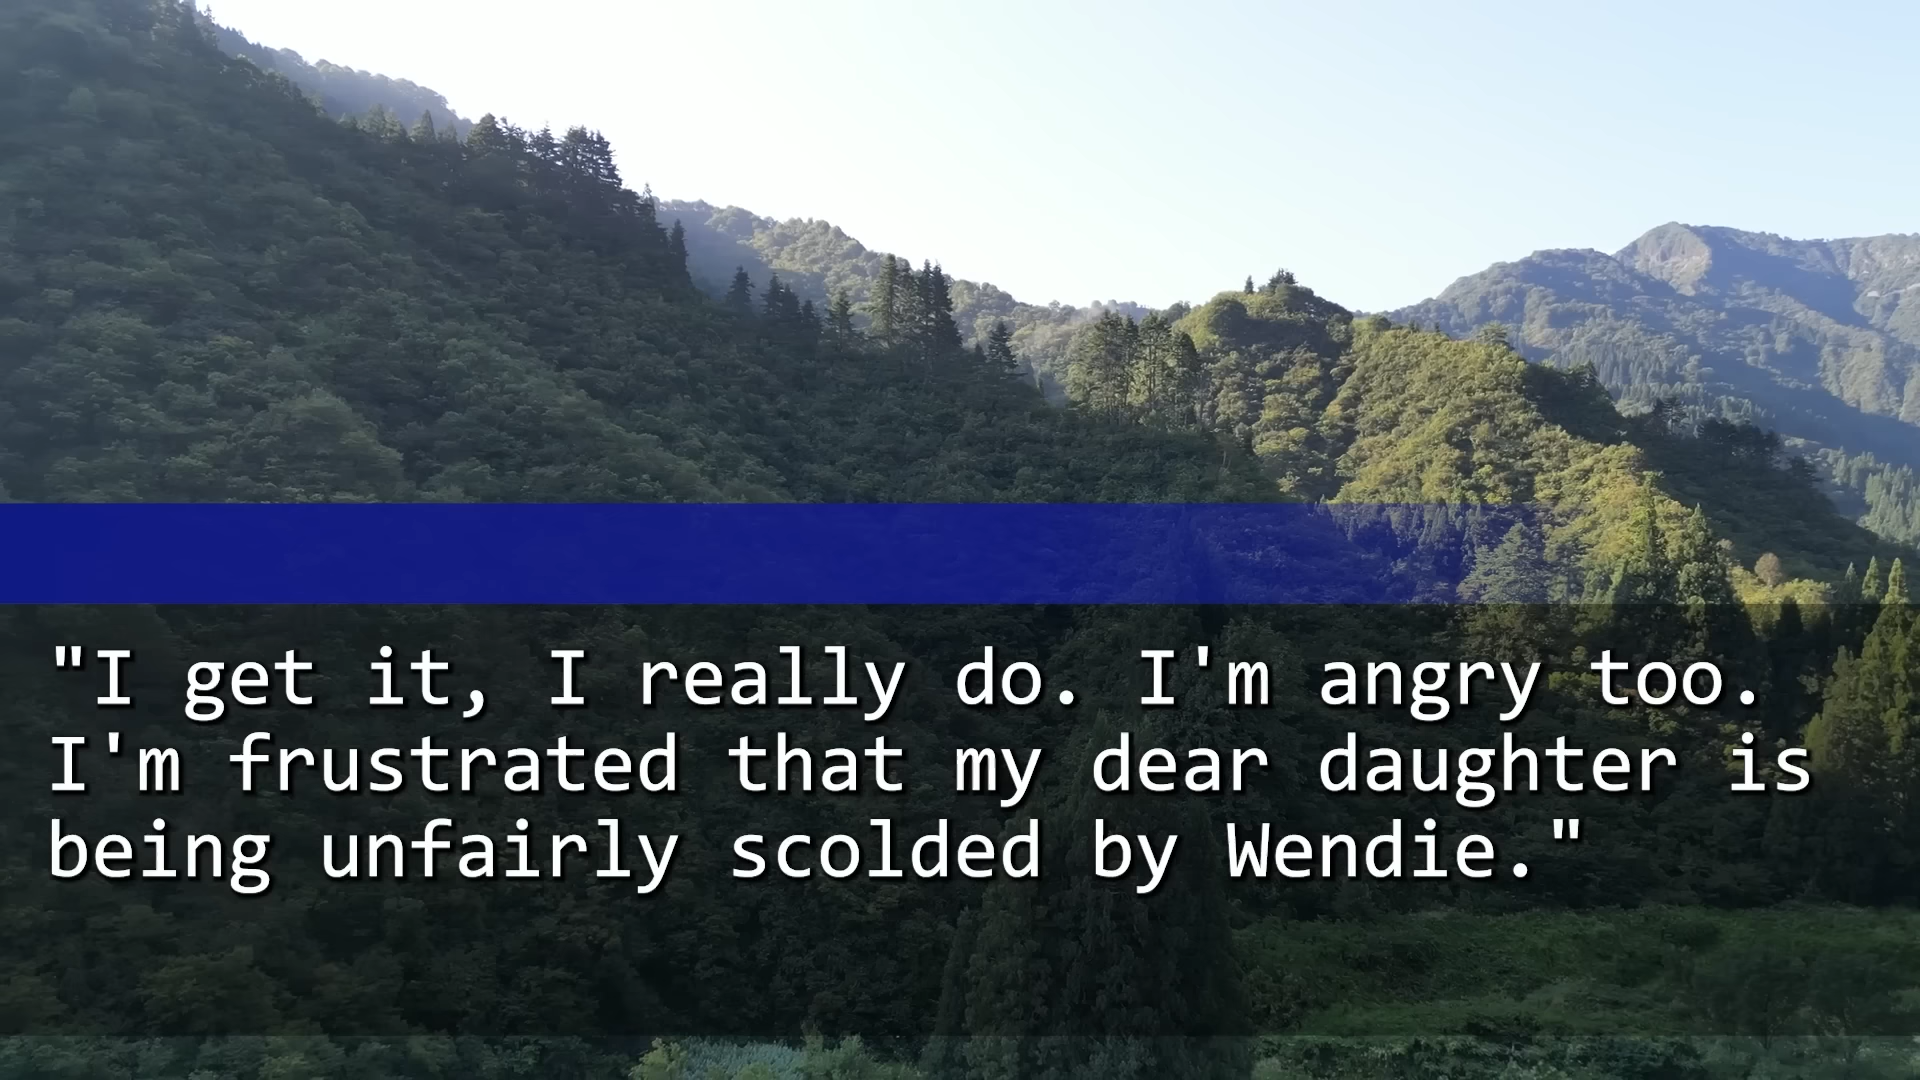 "I get it, I really do. I'm angry too.
I'm frustrated that my dear daughter is
being unfairly scolded by Wendie."